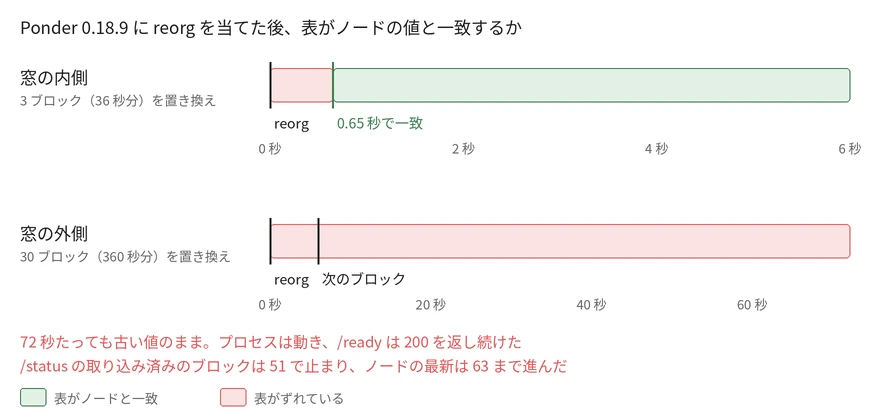 Ponder 0.18.9 に reorg を当てた後、表がノードの値と一致するか
窓の内側
3 ブロック（36 秒分）を置き換え
reorg
0.65 秒で一致
0 秒
2 秒
4 秒
6 秒
窓の外側
30 ブロック（360 秒分）を置き換え
reorg
次のブロック
0 秒
20 秒
40 秒
60 秒
72 秒たっても古い値のまま。プロセスは動き、/ready は 200 を返し続けた
/status の取り込み済みのブロックは 51 で止まり、ノードの最新は 63 まで進んだ
表がノードと一致
表がずれている